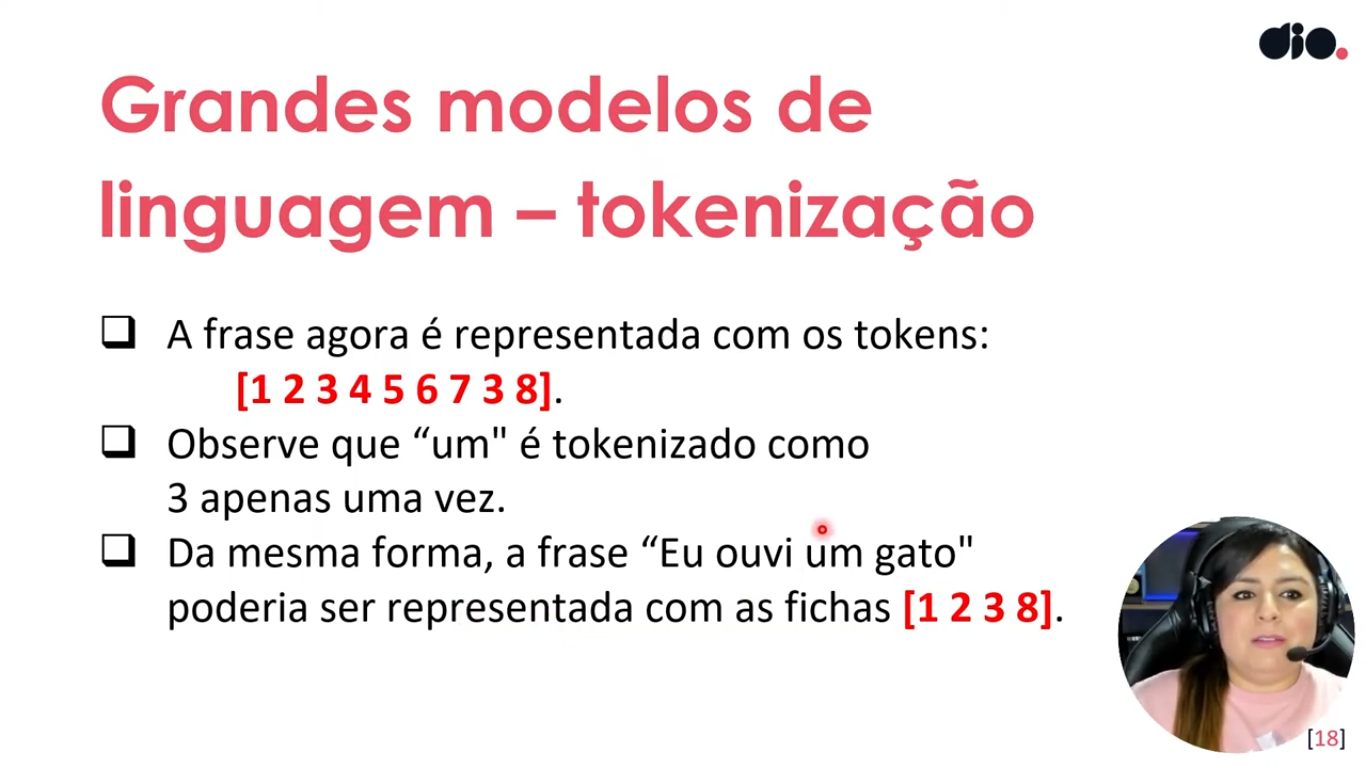 dio.
Grandes modelos de
linguagem – tokenização
❑ A frase agora é representada com os tokens:
[1 2 3 4 5 6 7 3 8].
❑ Observe que “um" é tokenizado como
3 apenas uma vez.
❑ Da mesma forma, a frase “Eu ouvi um gato"
poderia ser representada com as fichas [1 2 3 8].
[18]